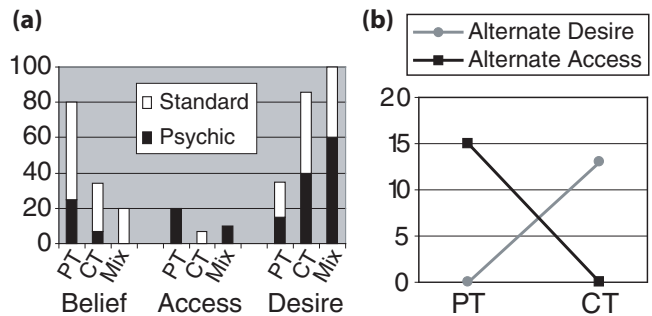 (a)
100
80
60
40
20
0
Standard
Psychic
PT CT Mix PT CT Mix PT CT Mix
Belief Access Desire
(b)
Alternate Desire
Alternate Access
20
15
10
5
0
PT CT